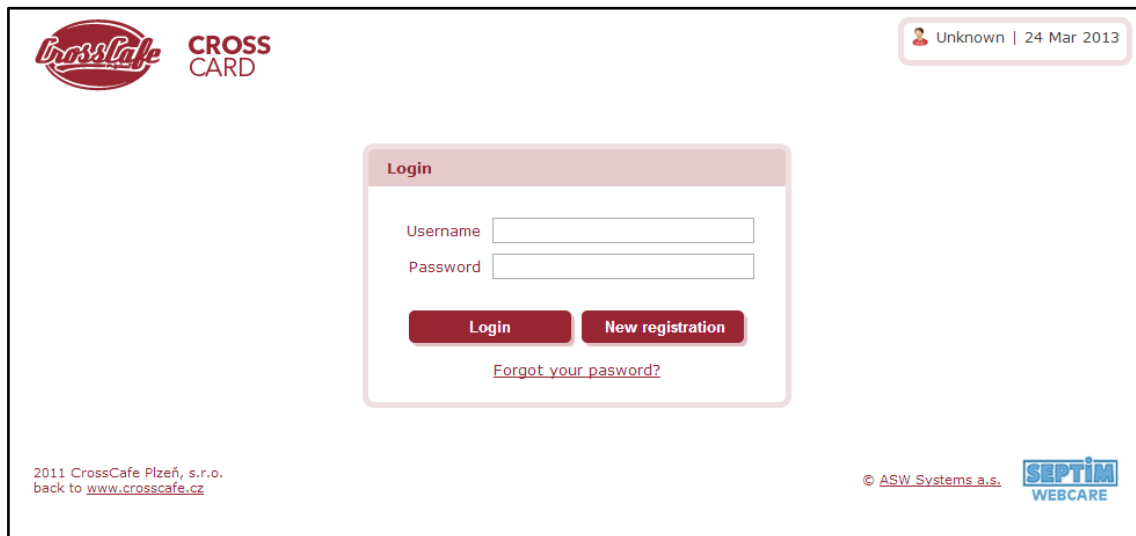 CrossCafe
original
CROSS
CARD
Unknown | 24 Mar 2013
Login
Username
Password
Login New registration
Forgot your pasword?
2011 CrossCafe Plzeň, s.r.o.
back to www.crosscafe.cz
© ASW Systems a.s.
SEPTIM
WEBCARE